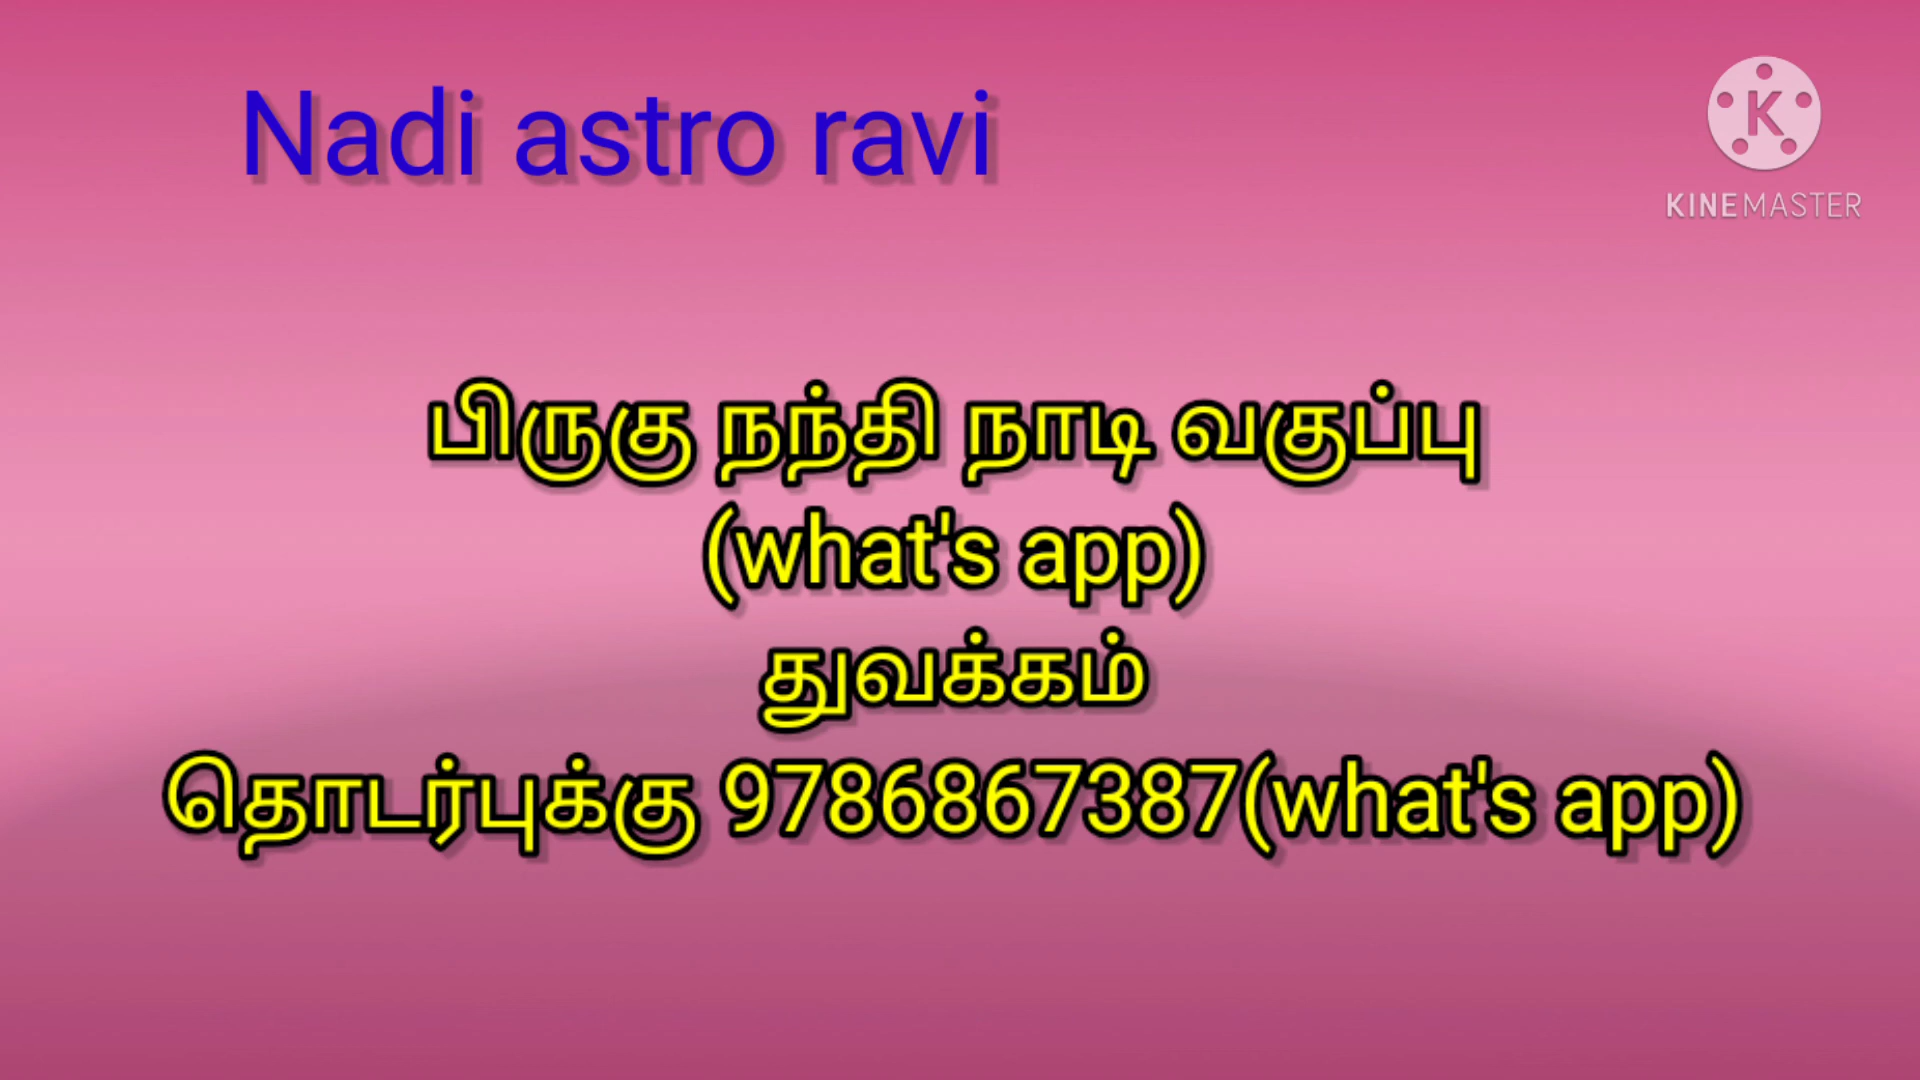 Nadi astro ravi
K
KINEMASTER
பிருகு நந்தி நாடி வகுப்பு
(what's app)
துவக்கம்
தொடர்புக்கு 9786867387(what's app)